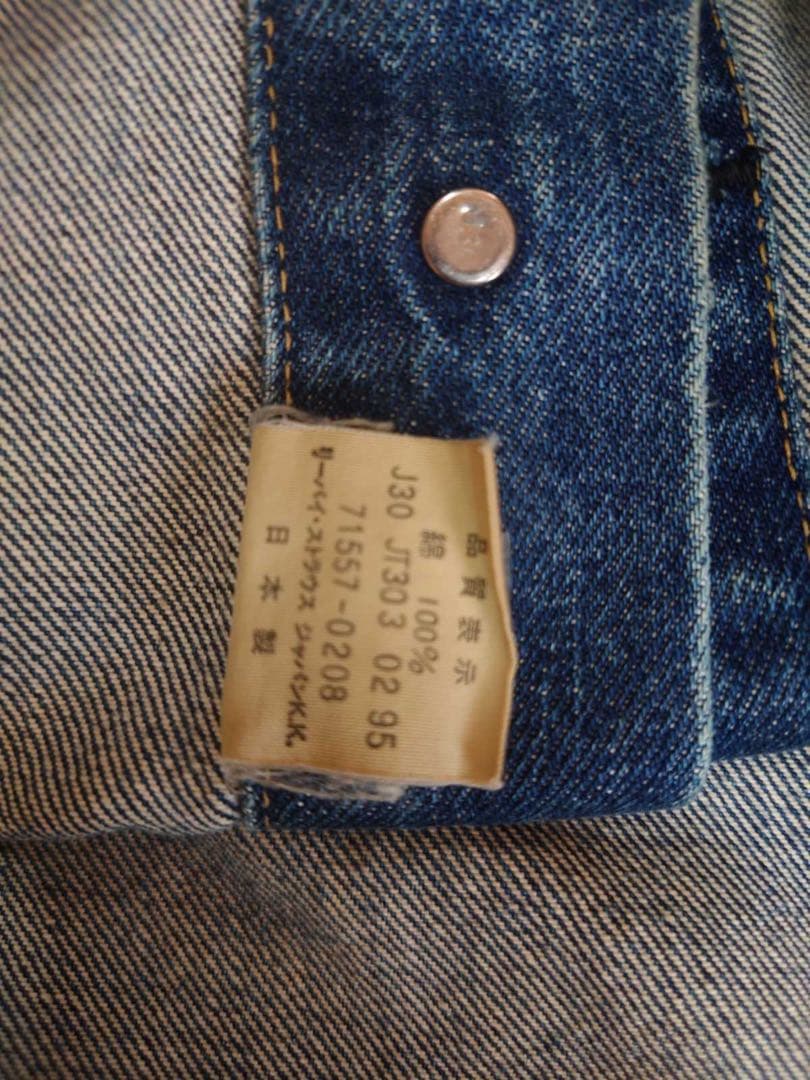 品質表示
綿 100%
J30 JT303 02 95
71557-0208
リーバイ・ストラウス ジャパンK.K.
日本製